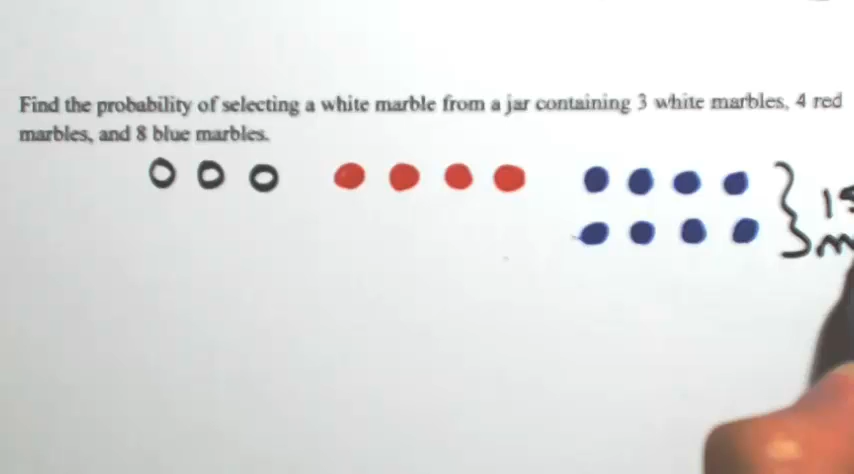 Find the probability of selecting a white marble from a jar containing 3 white marbles, 4 red
marbles, and 8 blue marbles.
15
m